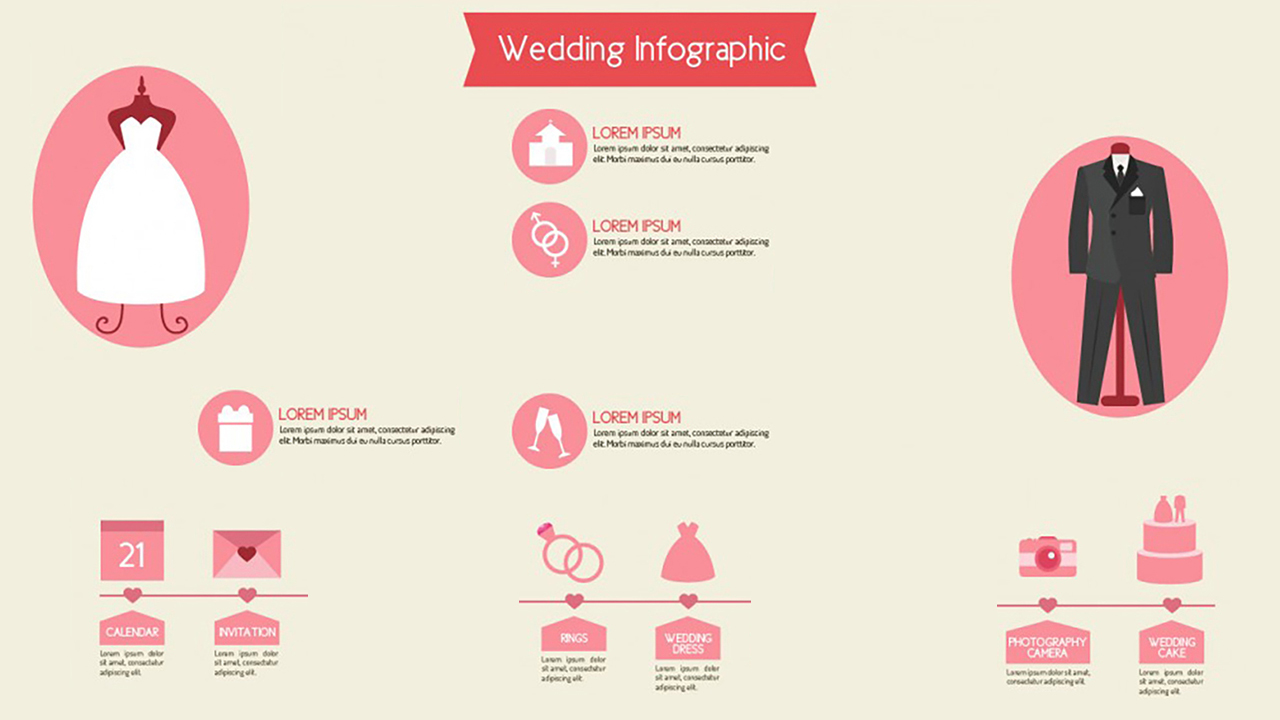 Wedding Infographic
LOREM IPSUM
Lorem ipsum dolor sit amet, consectetur adipiscing
elit. Morbi maximus dui eu nulla cursus porttitor.
LOREM IPSUM
Lorem ipsum dolor sit amet, consectetur adipiscing
elit. Morbi maximus dui eu nulla cursus porttitor.
LOREM IPSUM
Lorem ipsum dolor sit amet, consectetur adipiscing
elit. Morbi maximus dui eu nulla cursus porttitor.
LOREM IPSUM
Lorem ipsum dolor sit amet, consectetur adipiscing
elit. Morbi maximus dui eu nulla cursus porttitor.
21
CALENDAR
Lorem ipsum dolor
sit amet, consectetur
adipiscing elit.
INVITATION
Lorem ipsum dolor
sit amet, consectetur
adipiscing elit.
RINGS
Lorem ipsum dolor
sit amet, consectetur
adipiscing elit.
WEDDING
DRESS
Lorem ipsum dolor
sit amet, consectetur
adipiscing elit.
PHOTOGRAPHY
CAMERA
Lorem ipsum dolor sit amet,
consectetur adipiscing elit.
WEDDING
CAKE
Lorem ipsum dolor
sit amet, consectetur
adipiscing elit.